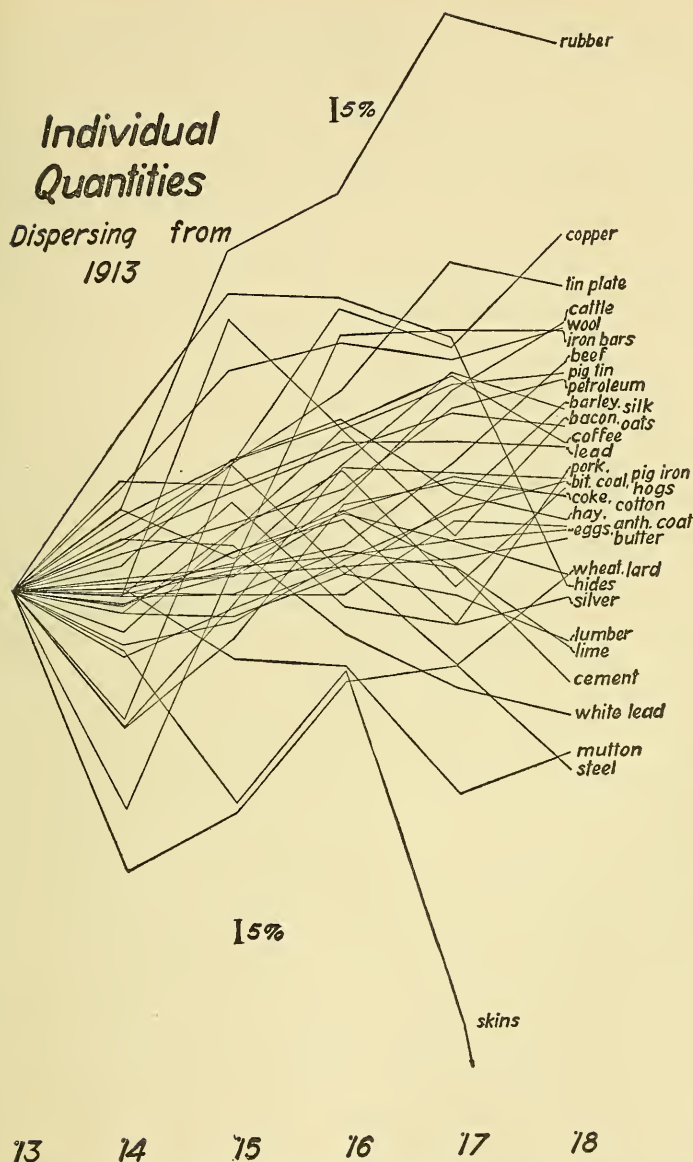 rubber
5%
Individual
Quantities
Dispersing from
1913
copper
tin plate
cattle
wool
iron bars
beef
pig tin
petroleum
barley. silk
bacon. oats
coffee
lead
pork.
bit. coal, pig iron
hogs
coke. cotton
hay.
eggs. anth. coal
butter
wheat. lard
hides
silver
lumber
lime
cement
white lead
mutton
steel
5%
skins
'13 '14 '15 '16 '17 '18